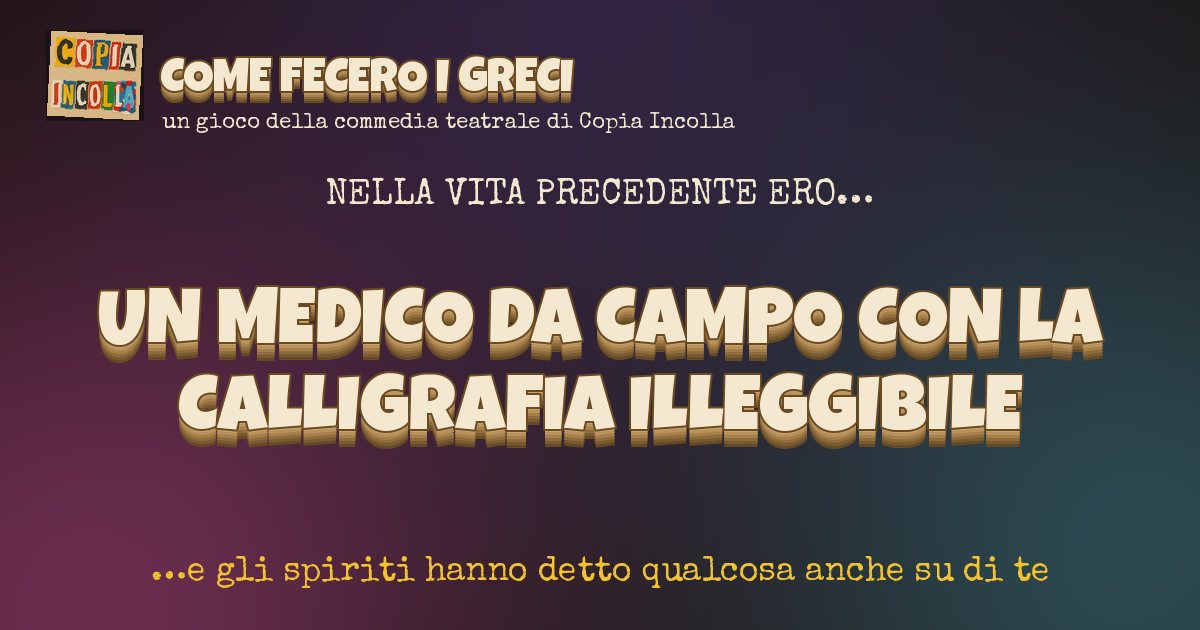 COPIA
INCOLLA
COME FECERO I GRECI
un gioco della commedia teatrale di Copia Incolla
NELLA VITA PRECEDENTE ERO...
UN MEDICO DA CAMPO CON LA
CALLIGRAFIA ILLEGGIBILE
...e gli spiriti hanno detto qualcosa anche su di te